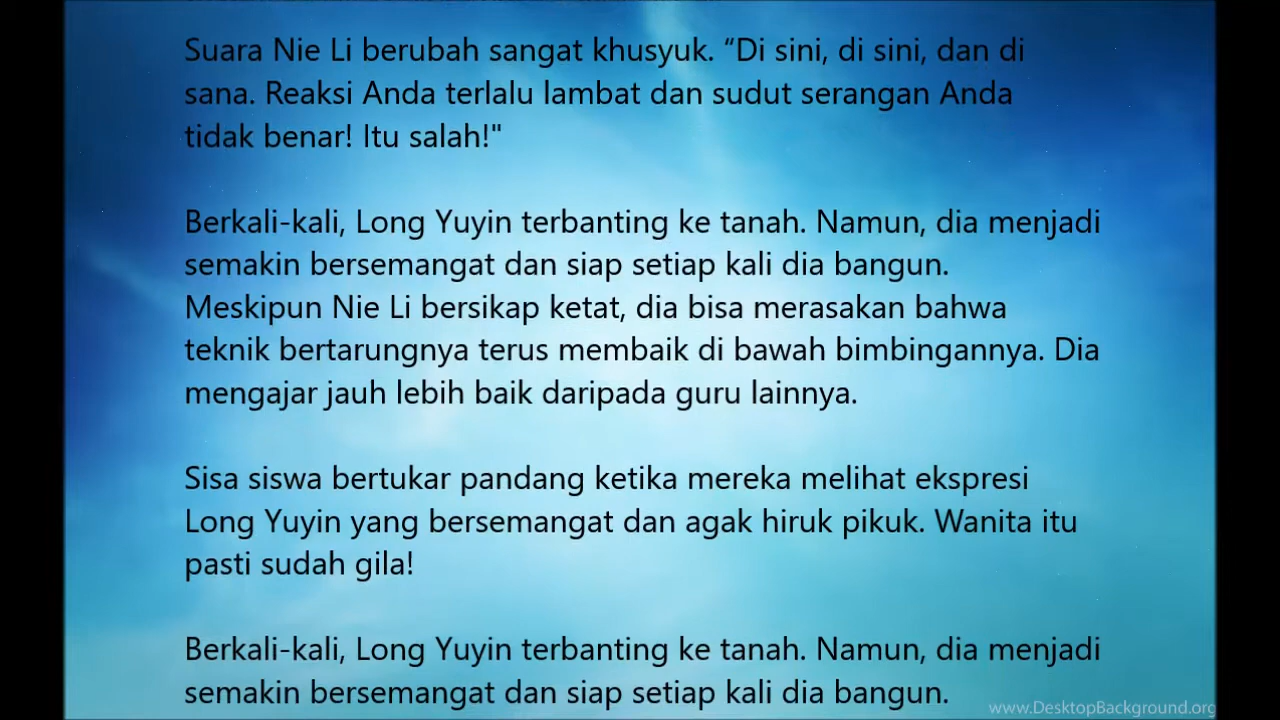 Suara Nie Li berubah sangat khusyuk. “Di sini, di sini, dan di
sana. Reaksi Anda terlalu lambat dan sudut serangan Anda
tidak benar! Itu salah!"
Berkali-kali, Long Yuyin terbanting ke tanah. Namun, dia menjadi
semakin bersemangat dan siap setiap kali dia bangun.
Meskipun Nie Li bersikap ketat, dia bisa merasakan bahwa
teknik bertarungnya terus membaik di bawah bimbingannya. Dia
mengajar jauh lebih baik daripada guru lainnya.
Sisa siswa bertukar pandang ketika mereka melihat ekspresi
Long Yuyin yang bersemangat dan agak hiruk pikuk. Wanita itu
pasti sudah gila!
Berkali-kali, Long Yuyin terbanting ke tanah. Namun, dia menjadi
semakin bersemangat dan siap setiap kali dia bangun.
www.DesktopBackground.org